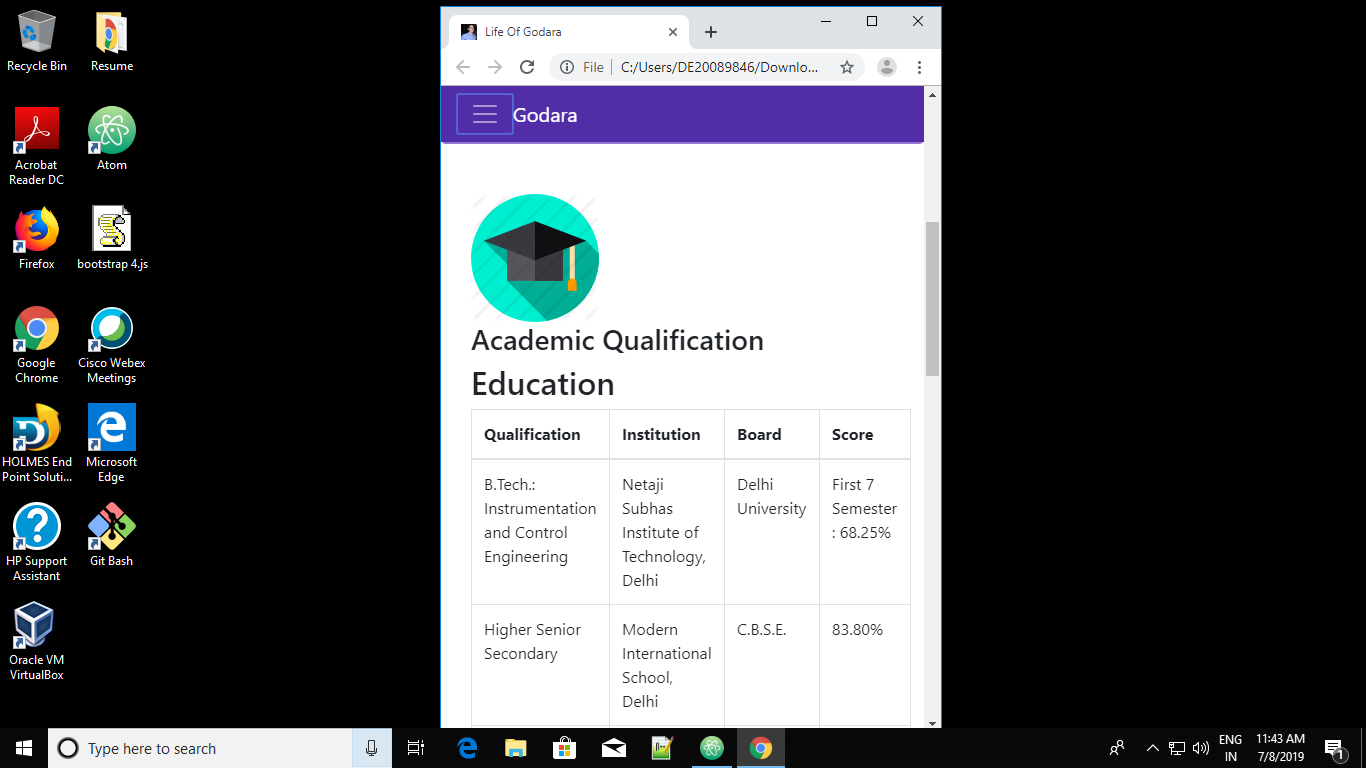 Recycle Bin
Resume
Acrobat
Reader DC
Atom
Firefox
bootstrap 4.js
Google
Chrome
Cisco Webex
Meetings
HOLMES End
Point Soluti...
Microsoft
Edge
HP Support
Assistant
Git Bash
Oracle VM
VirtualBox
Life Of Godara
File
C:/Users/DE20089846/Downlo...
Godara
Academic Qualification
Education
Qualification Institution Board Score
B.Tech.:
Instrumentation
and Control
Engineering
Netaji
Subhas
Institute of
Technology,
Delhi
Delhi
University
First 7
Semester
: 68.25%
Higher Senior
Secondary
Modern
International
School,
Delhi
C.B.S.E.
83.80%
Type here to search
ENG
IN
11:43 AM
7/8/2019
1